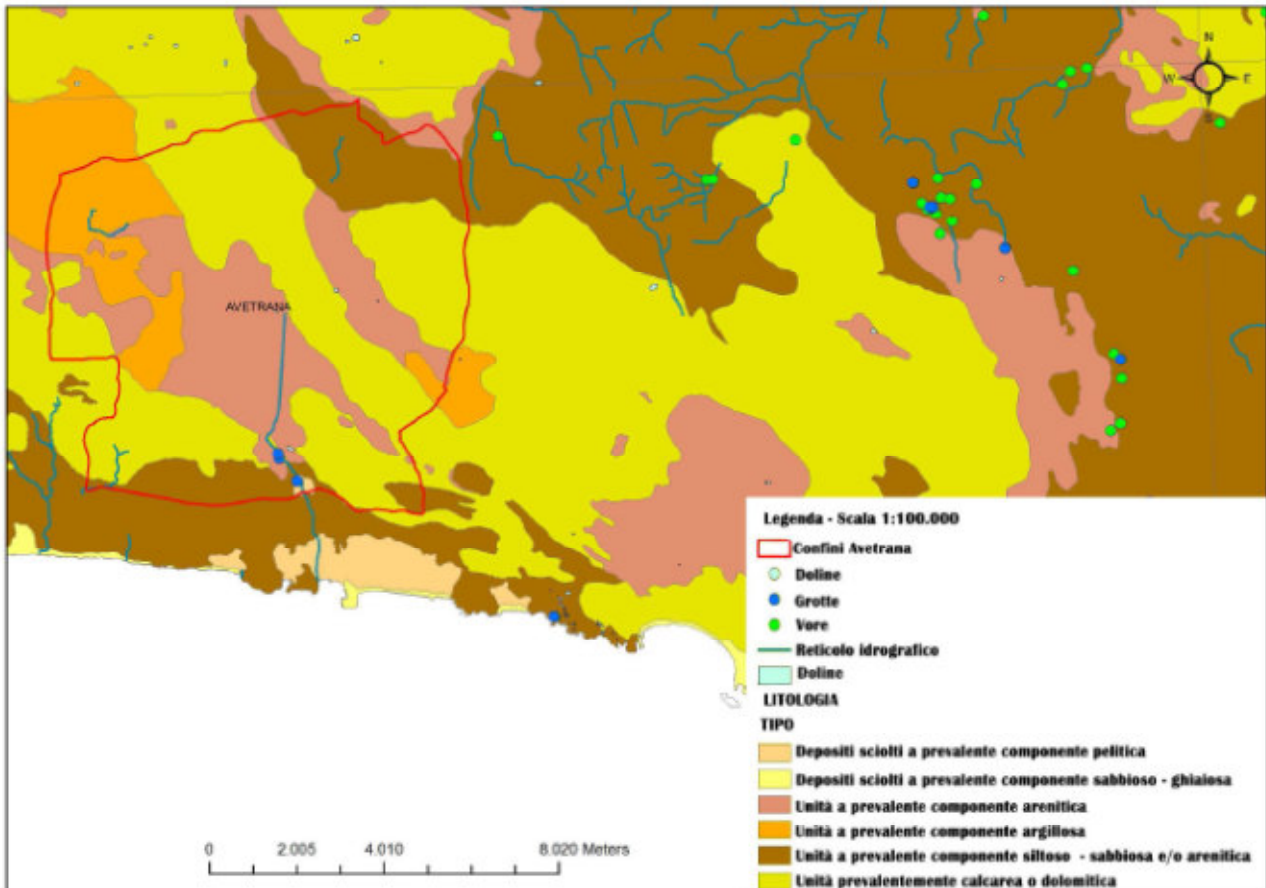 N
W E
S
AVETRANA
Legenda - Scala 1:100.000
Confini Avetrana
Doline
Grotte
Vore
Reticolo idrografico
Doline
LITOLOGIA
TIPO
Depositi sciolti a prevalente componente pelitica
Depositi sciolti a prevalente componente sabbioso - ghiaiosa
Unità a prevalente componente arenitica
Unità a prevalente componente argillosa
Unità a prevalente componente siltoso - sabbiosa e/o arenitica
Unità prevalentemente calcarea o dolomitica
0 2.005 4.010 8.020 Meters